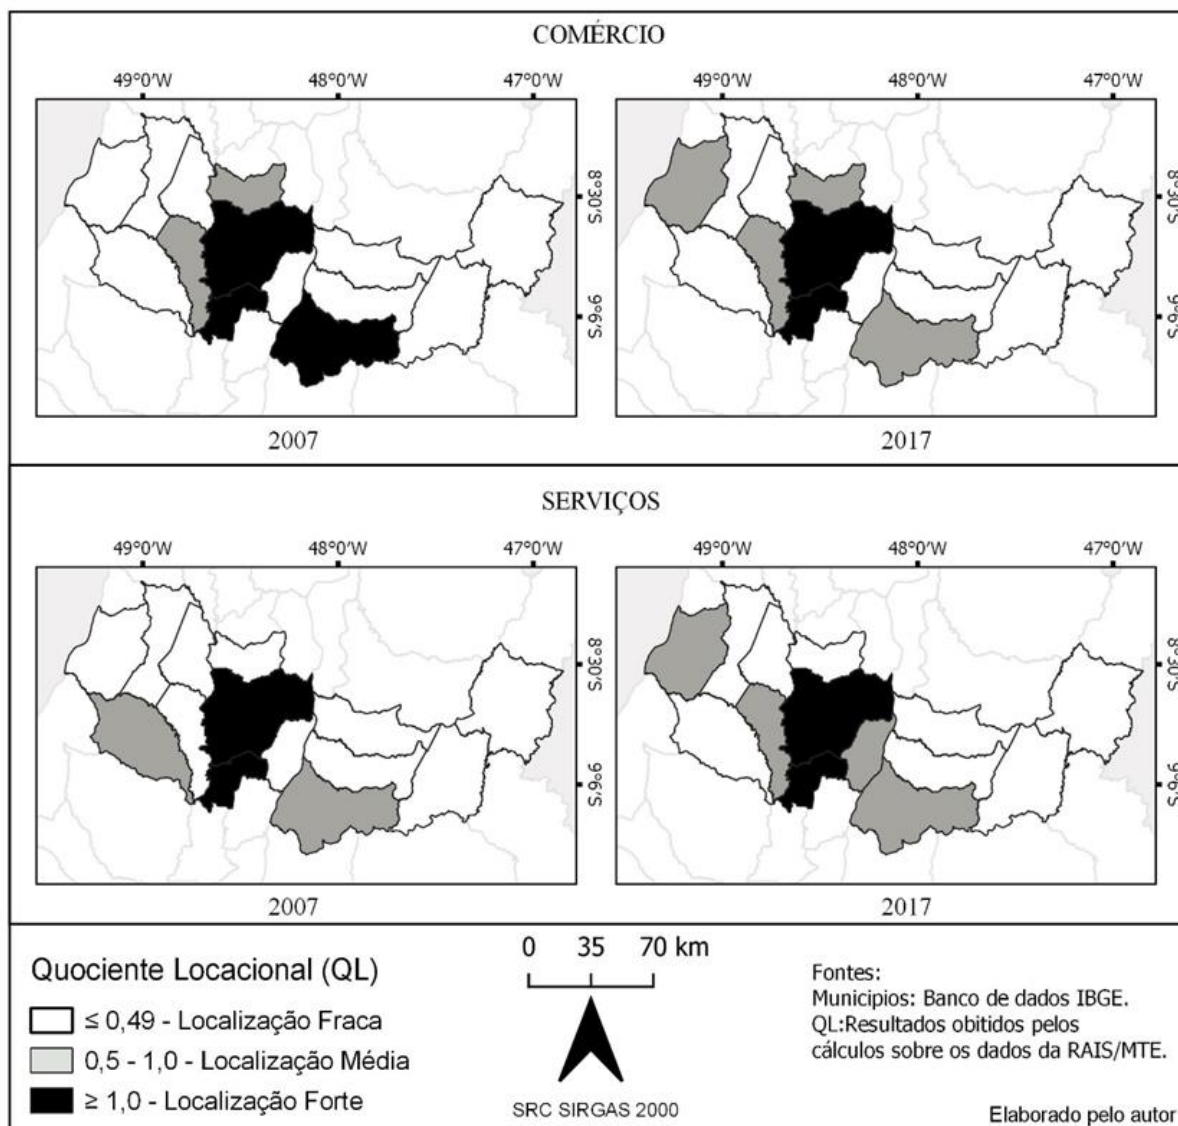 COMÉRCIO
49°0'W 48°0'W 47°0'W
49°0'W 48°0'W 47°0'W
8°30'S
9°6'S
8°30'S
9°6'S
2007
2017
SERVIÇOS
49°0'W 48°0'W 47°0'W
49°0'W 48°0'W 47°0'W
8°30'S
9°6'S
8°30'S
9°6'S
2007
2017
Quociente Locacional (QL)
≤ 0,49 - Localização Fraca
0,5 - 1,0 - Localização Média
≥ 1,0 - Localização Forte
0 35 70 km
SRC SIRGAS 2000
Fontes:
Municipios: Banco de dados IBGE.
QL:Resultados obitidos pelos
cálculos sobre os dados da RAIS/MTE.
Elaborado pelo autor